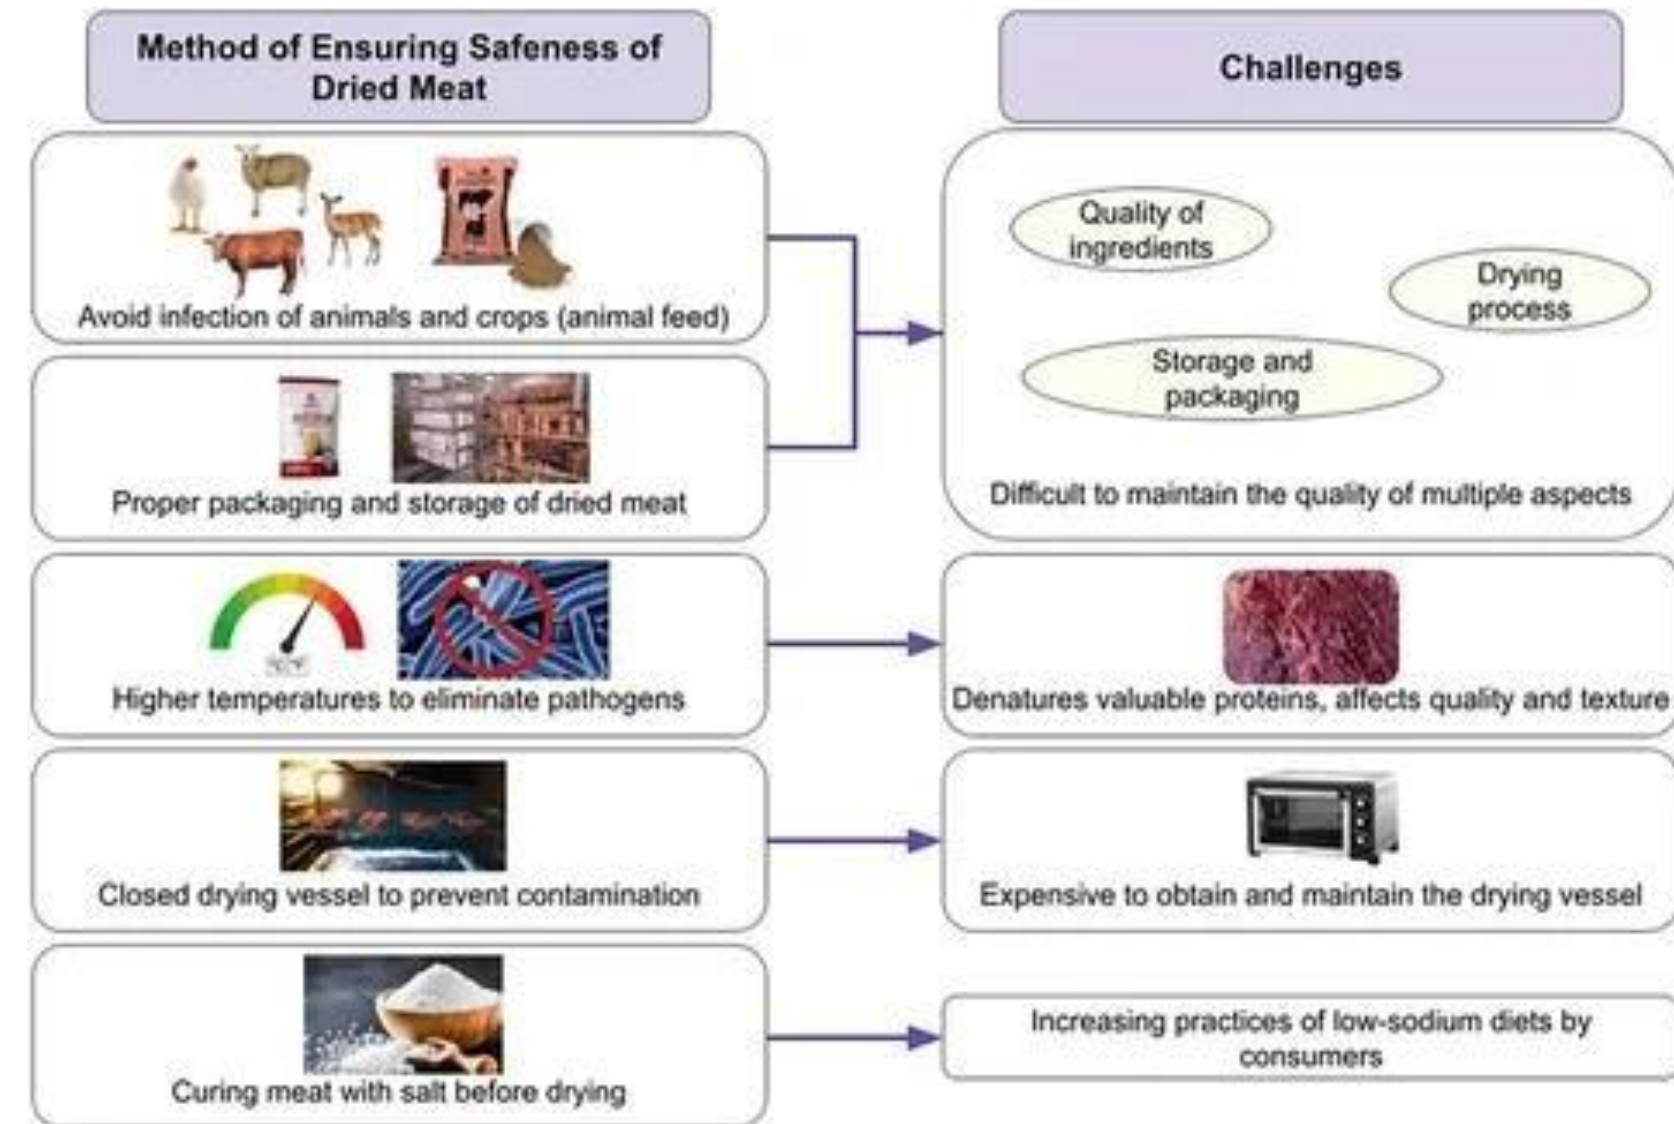 Method of Ensuring Safeness of
Dried Meat
Challenges
Avoid infection of animals and crops (animal feed)
Proper packaging and storage of dried meat
Quality of
ingredients
Drying
process
Storage and
packaging
Difficult to maintain the quality of multiple aspects
Higher temperatures to eliminate pathogens
Denatures valuable proteins, affects quality and texture
Closed drying vessel to prevent contamination
Expensive to obtain and maintain the drying vessel
Curing meat with salt before drying
Increasing practices of low-sodium diets by
consumers